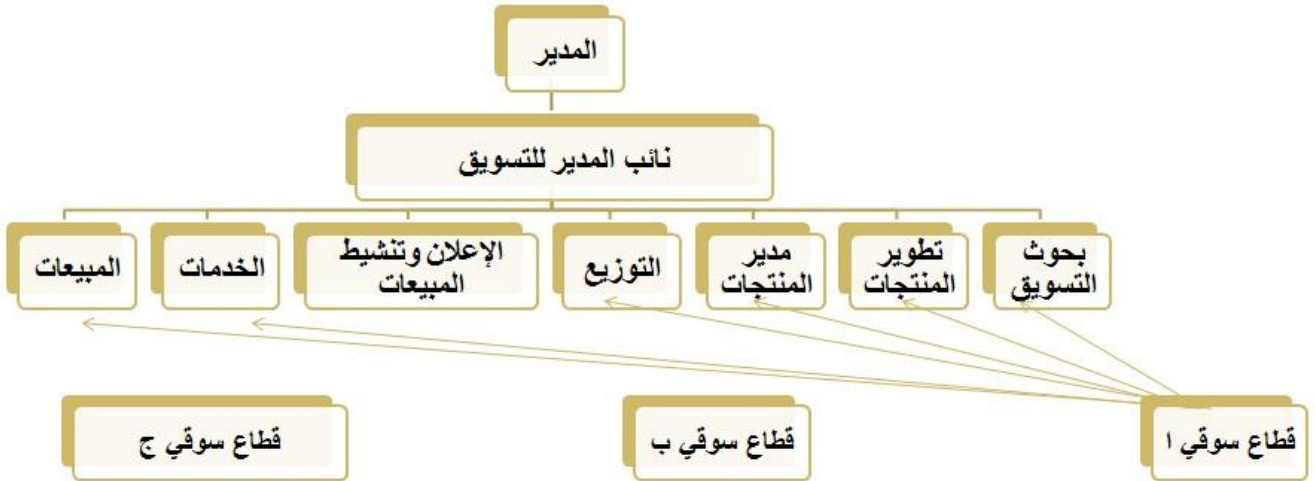 المدير
نائب المدير للتسويق
بحوث
التسويق
تطوير
المنتجات
مدير
المنتجات
التوزيع
الإعلان وتنشيط
المبيعات
الخدمات
المبيعات
قطاع سوقي ا
قطاع سوقي ب
قطاع سوقي ج